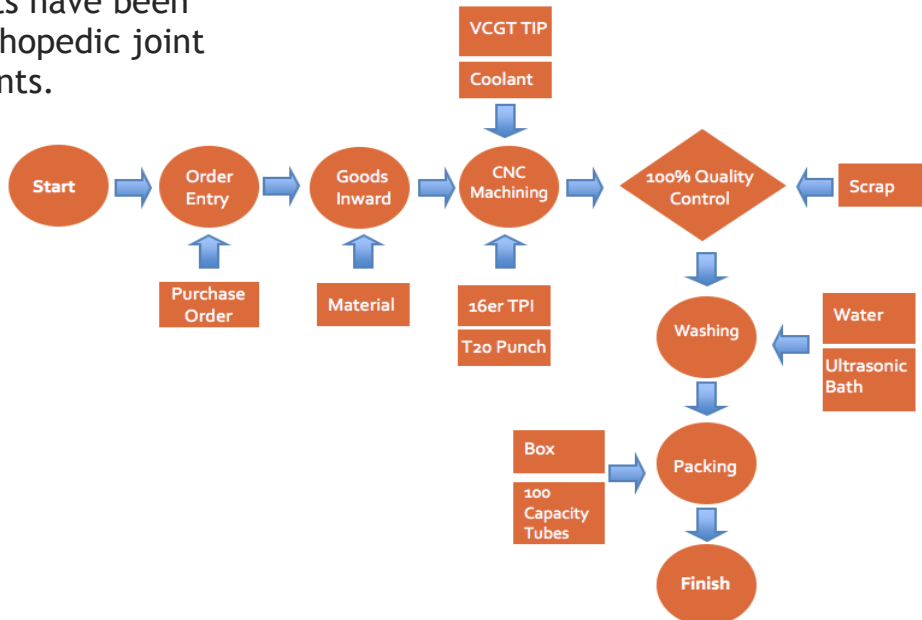 ts have been
hopedic joint
nts.
VCGT TIP
Coolant
Start
Order
Entry
Goods
Inward
CNC
Machining
100% Quality
Control
Scrap
Purchase
Order
Material
16er TPI
T20 Punch
Washing
Water
Ultrasonic
Bath
Box
100
Capacity
Tubes
Packing
Finish